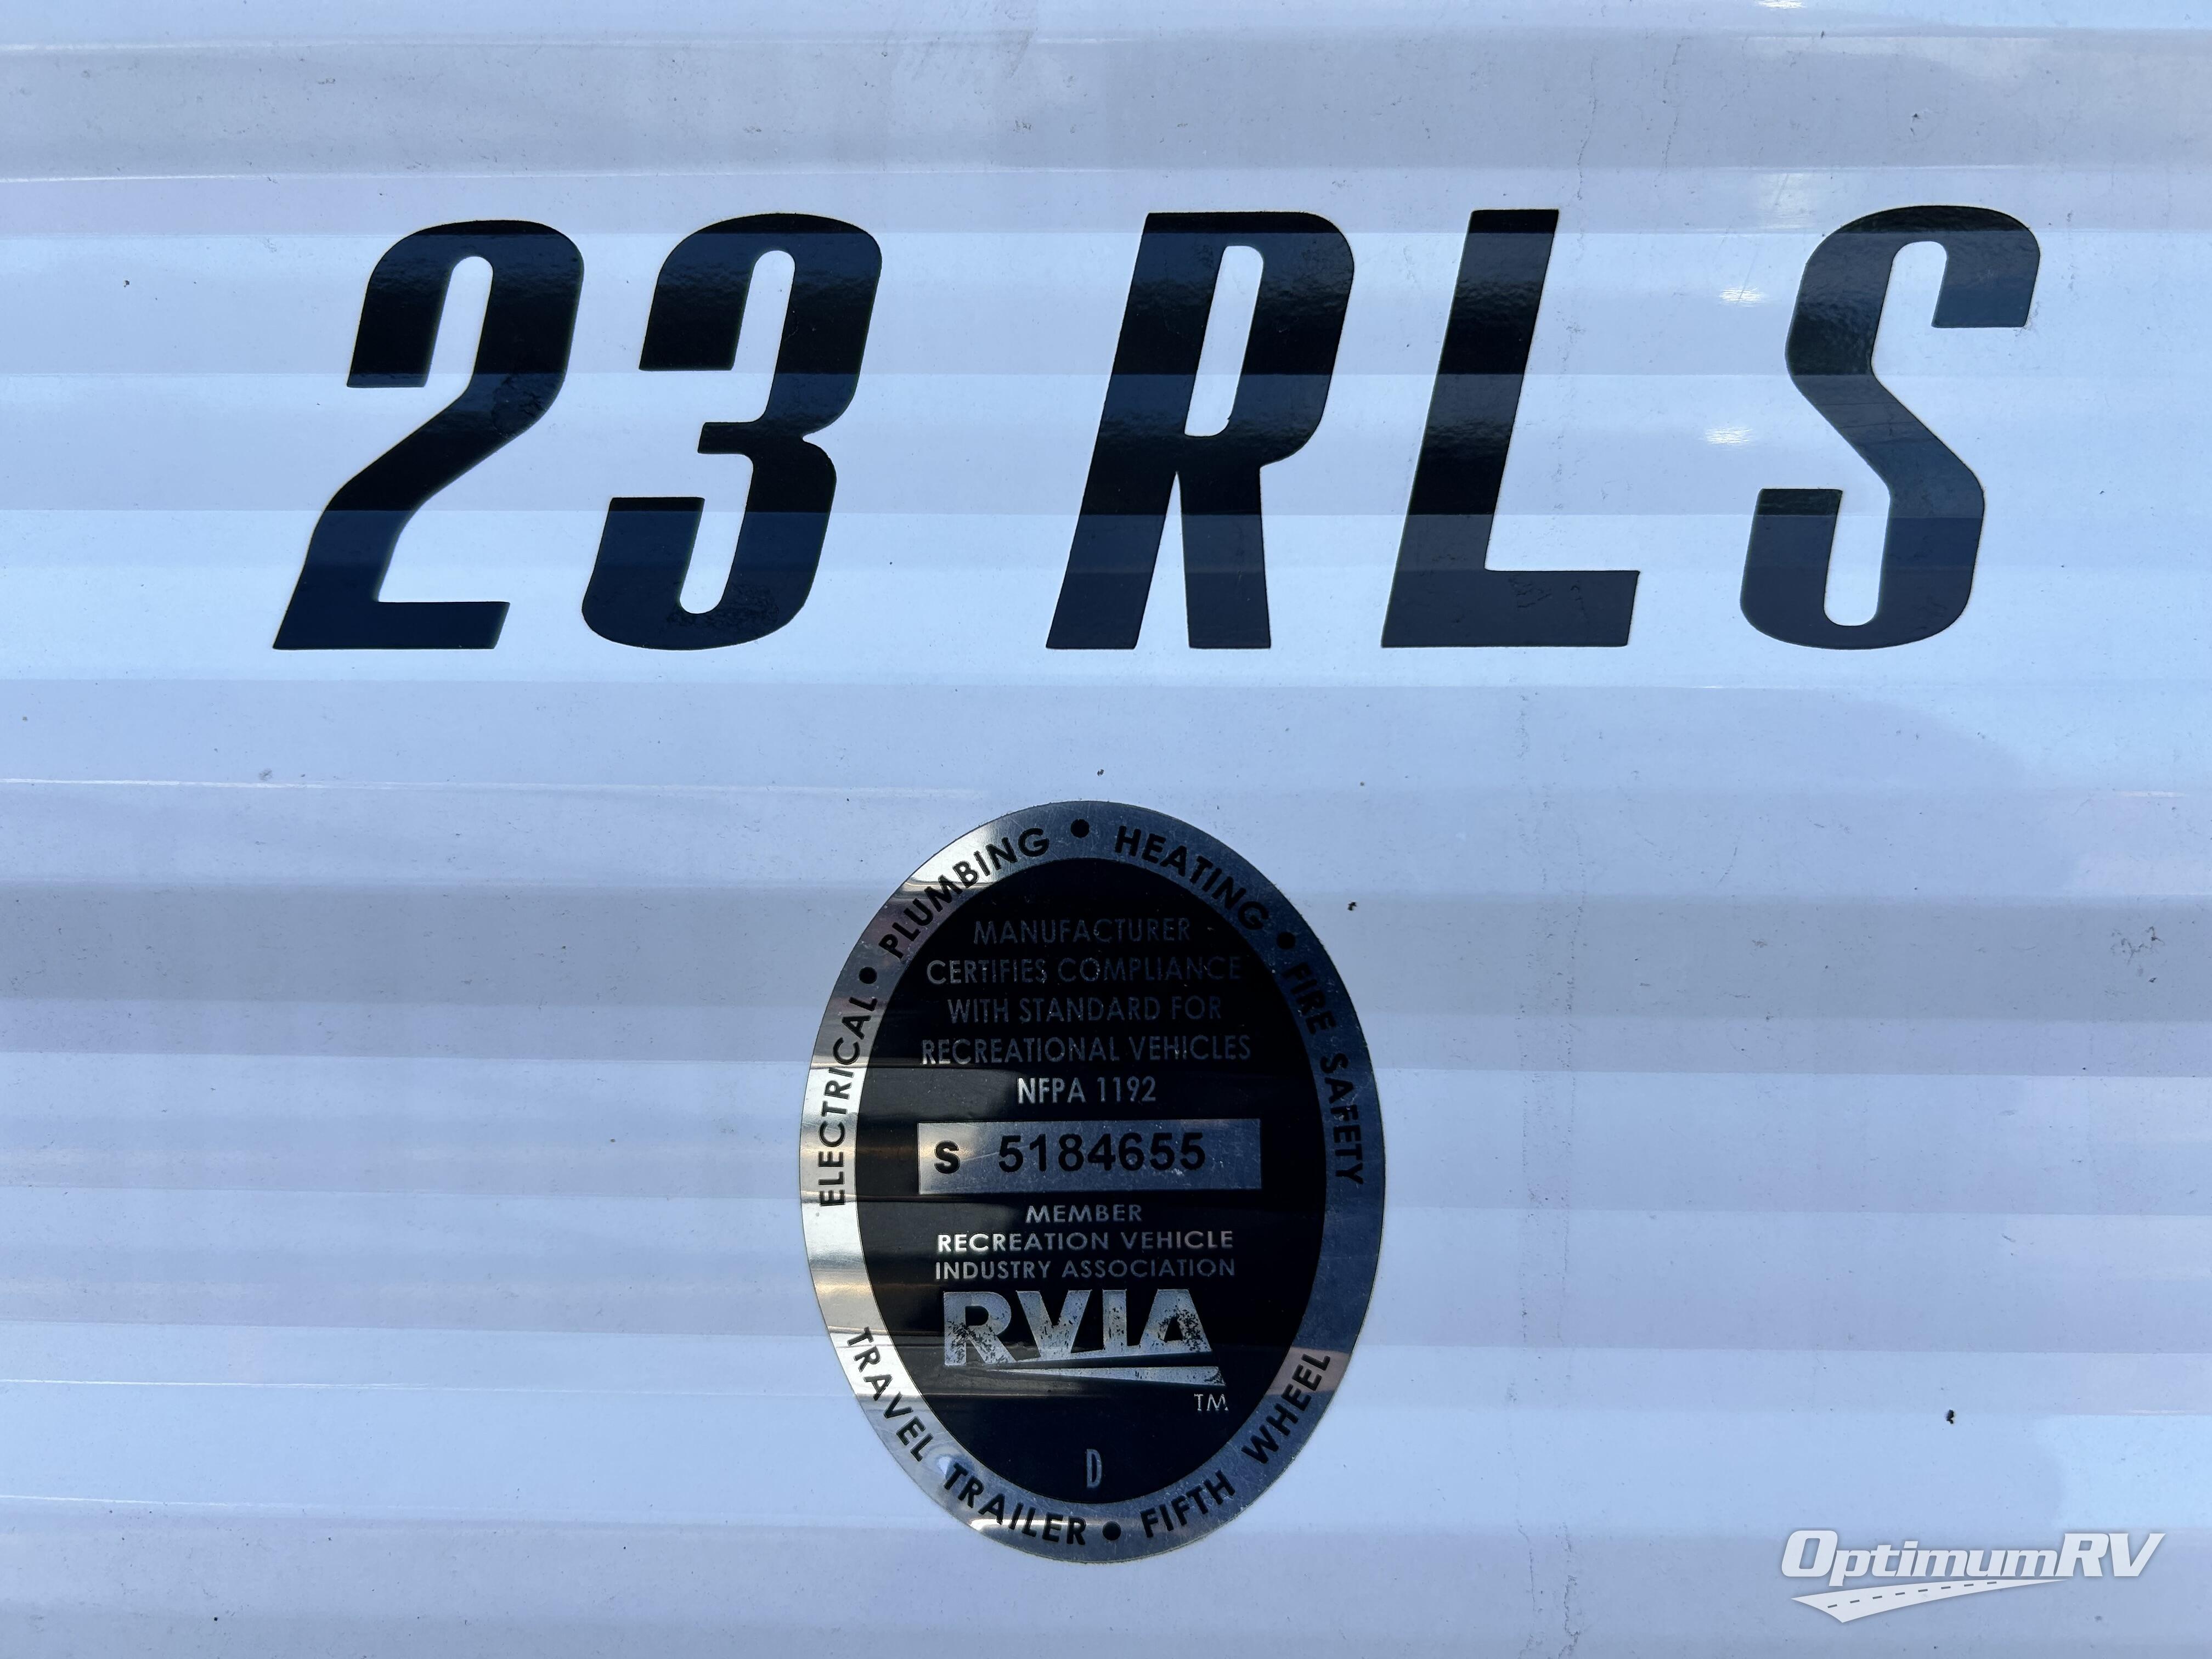 23 RLS
ELECTRICAL • PLUMBING • HEATING • FIRE SAFETY
MANUFACTURER
CERTIFIES COMPLIANCE
WITH STANDARD FOR
RECREATIONAL VEHICLES
NFPA 1192
S 5184655
MEMBER
RECREATION VEHICLE
INDUSTRY ASSOCIATION
RVIA
TM
D
TRAVEL TRAILER • FIFTH WHEEL
OptimumRV